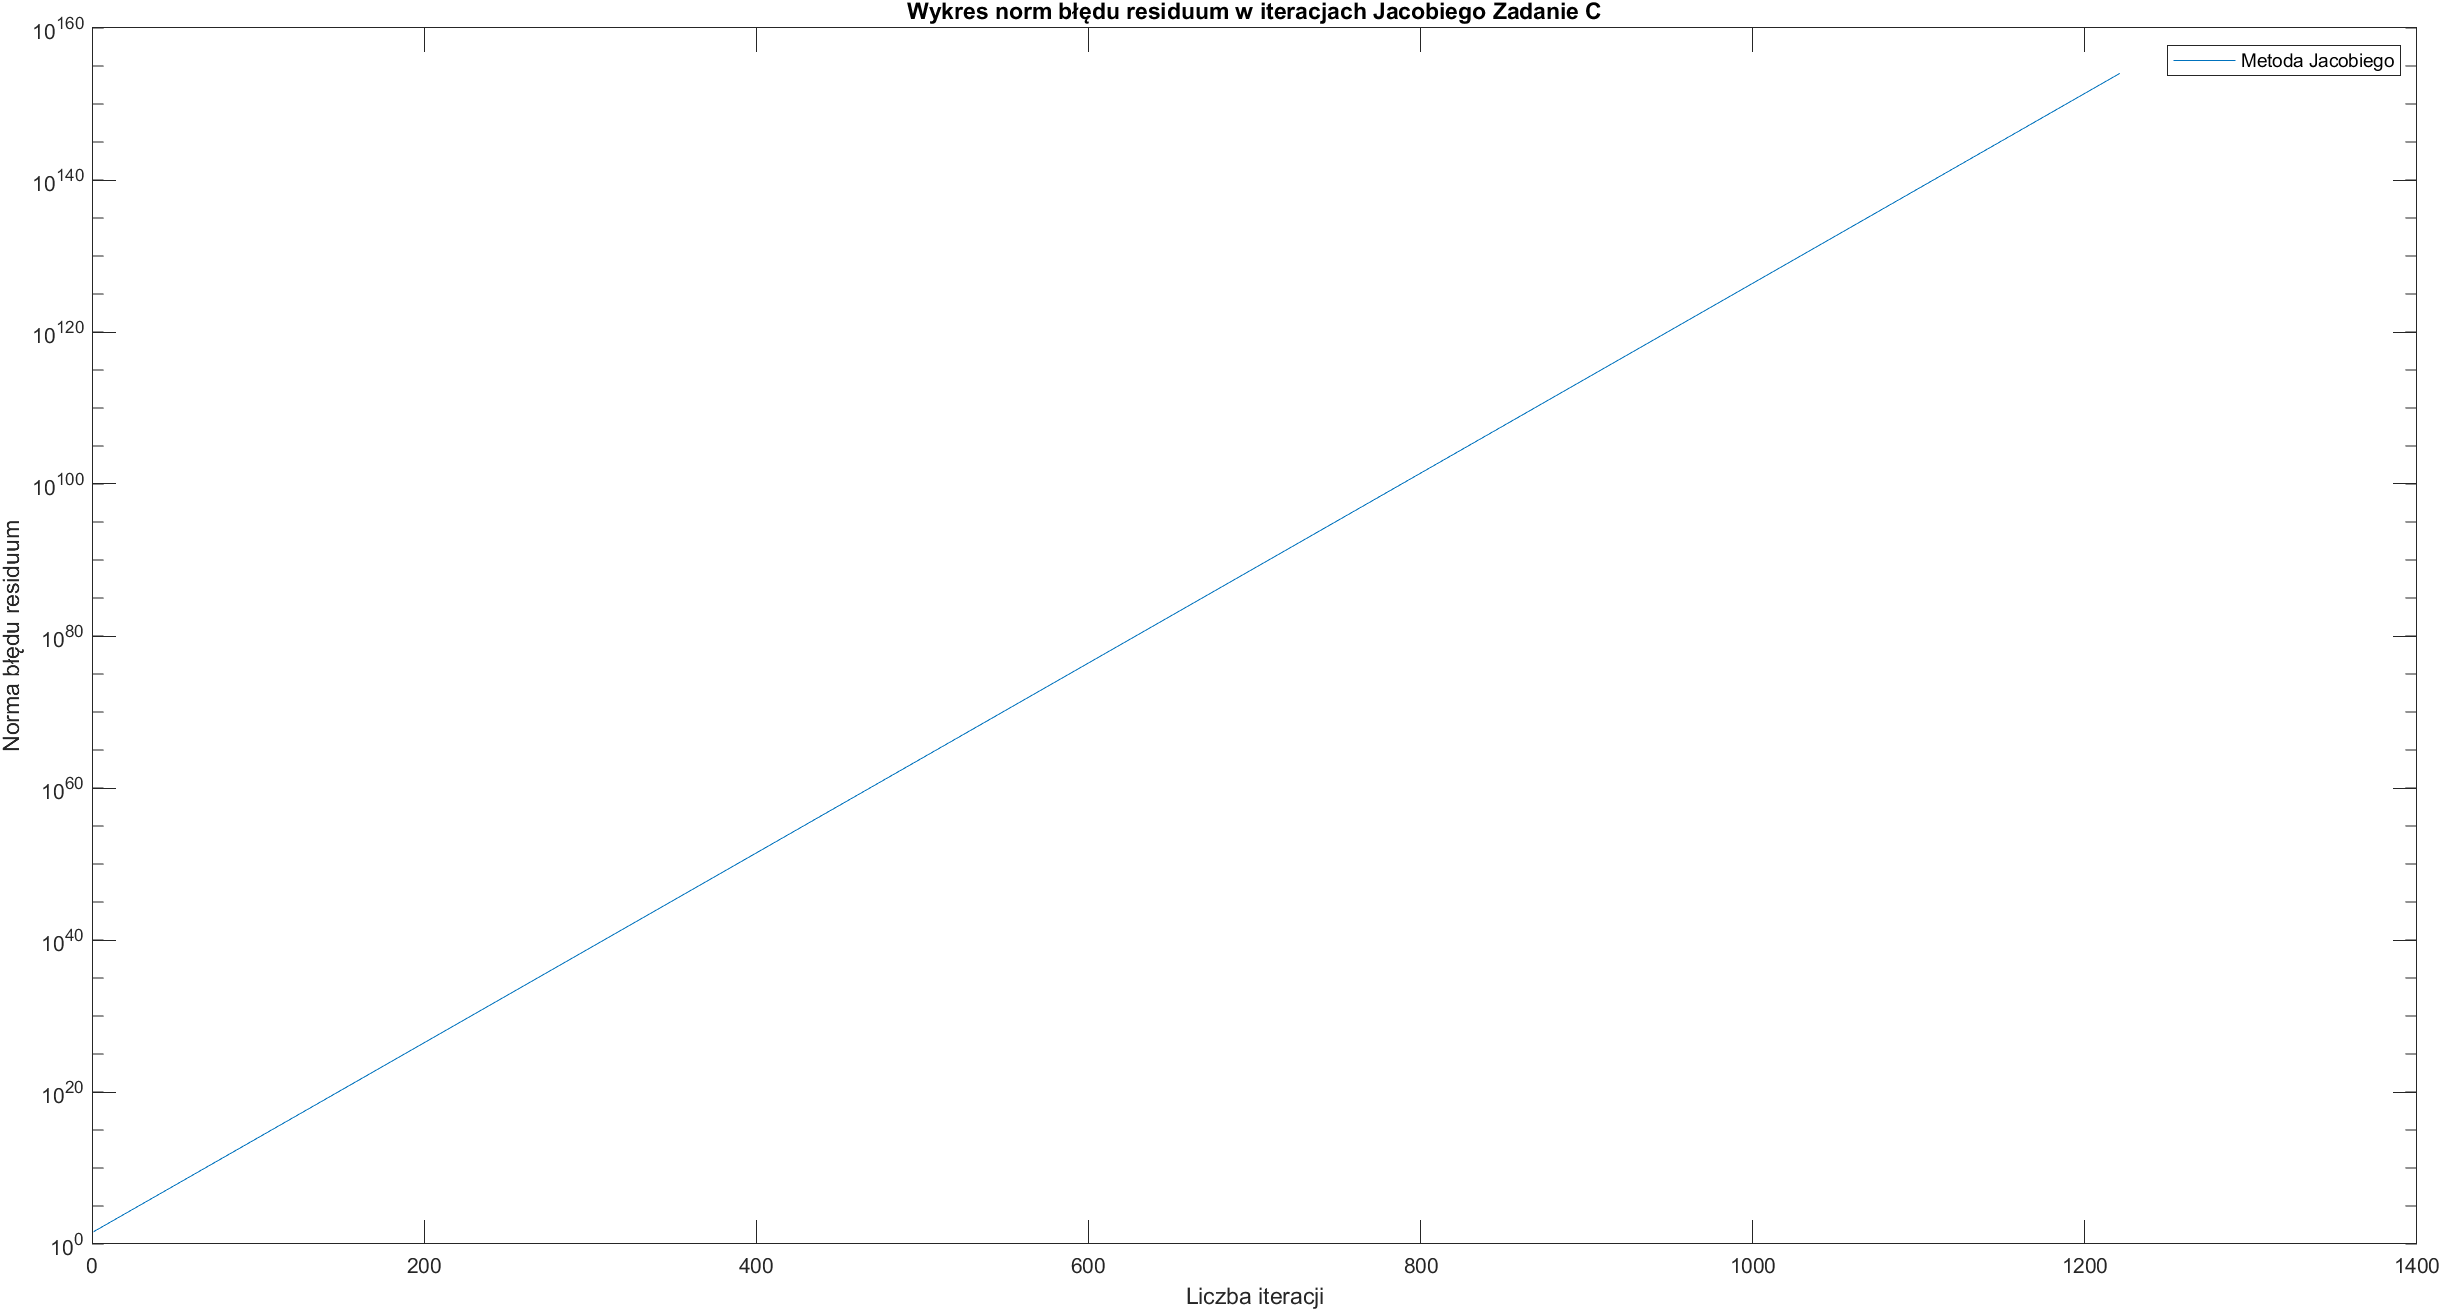 Wykres norm błędu residuum w iteracjach Jacobiego Zadanie C
Metoda Jacobiego
Norma błędu residuum
10^160
10^140
10^120
10^100
10^80
10^60
10^40
10^20
10^0
0 200 400 600 800 1000 1200 1400
Liczba iteracji